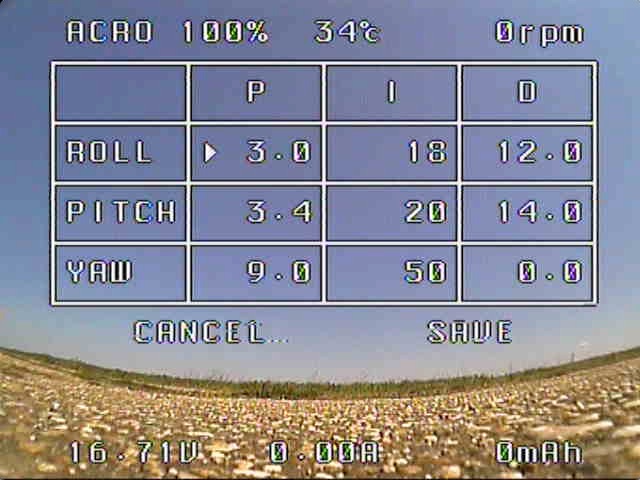 ACRO 100% 34°C 0rpm
P I D
ROLL 3.0 18 12.0
PITCH 3.4 20 14.0
YAW 9.0 50 0.0
CANCEL... SAVE
16.71V 0.00A 0mAh